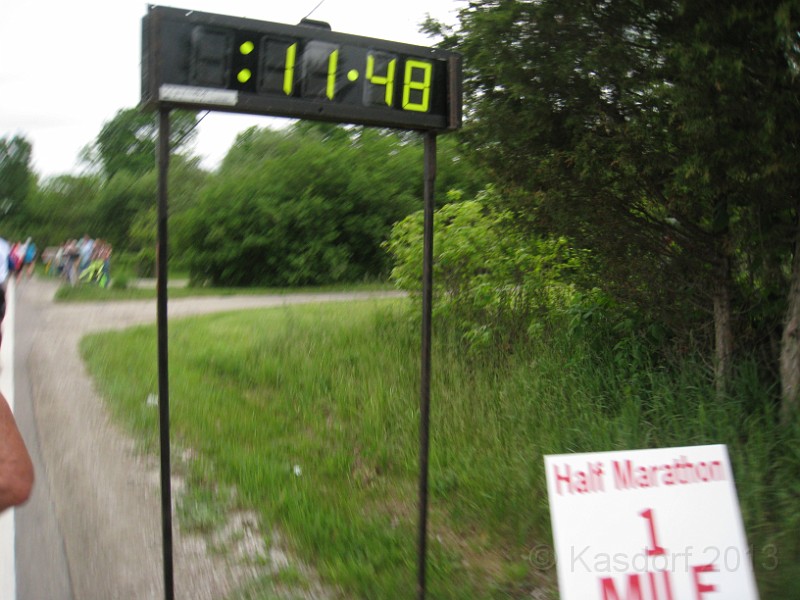 :11•48
Half Marathon
1
MILE
© Kasdorf 2013